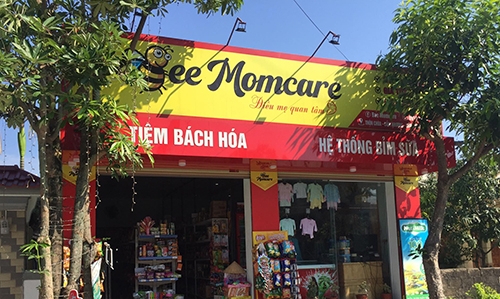 Bee Momcare
Điều mẹ quan tâm
TIỆM BÁCH HÓA
HỆ THỐNG BỈM SỮA